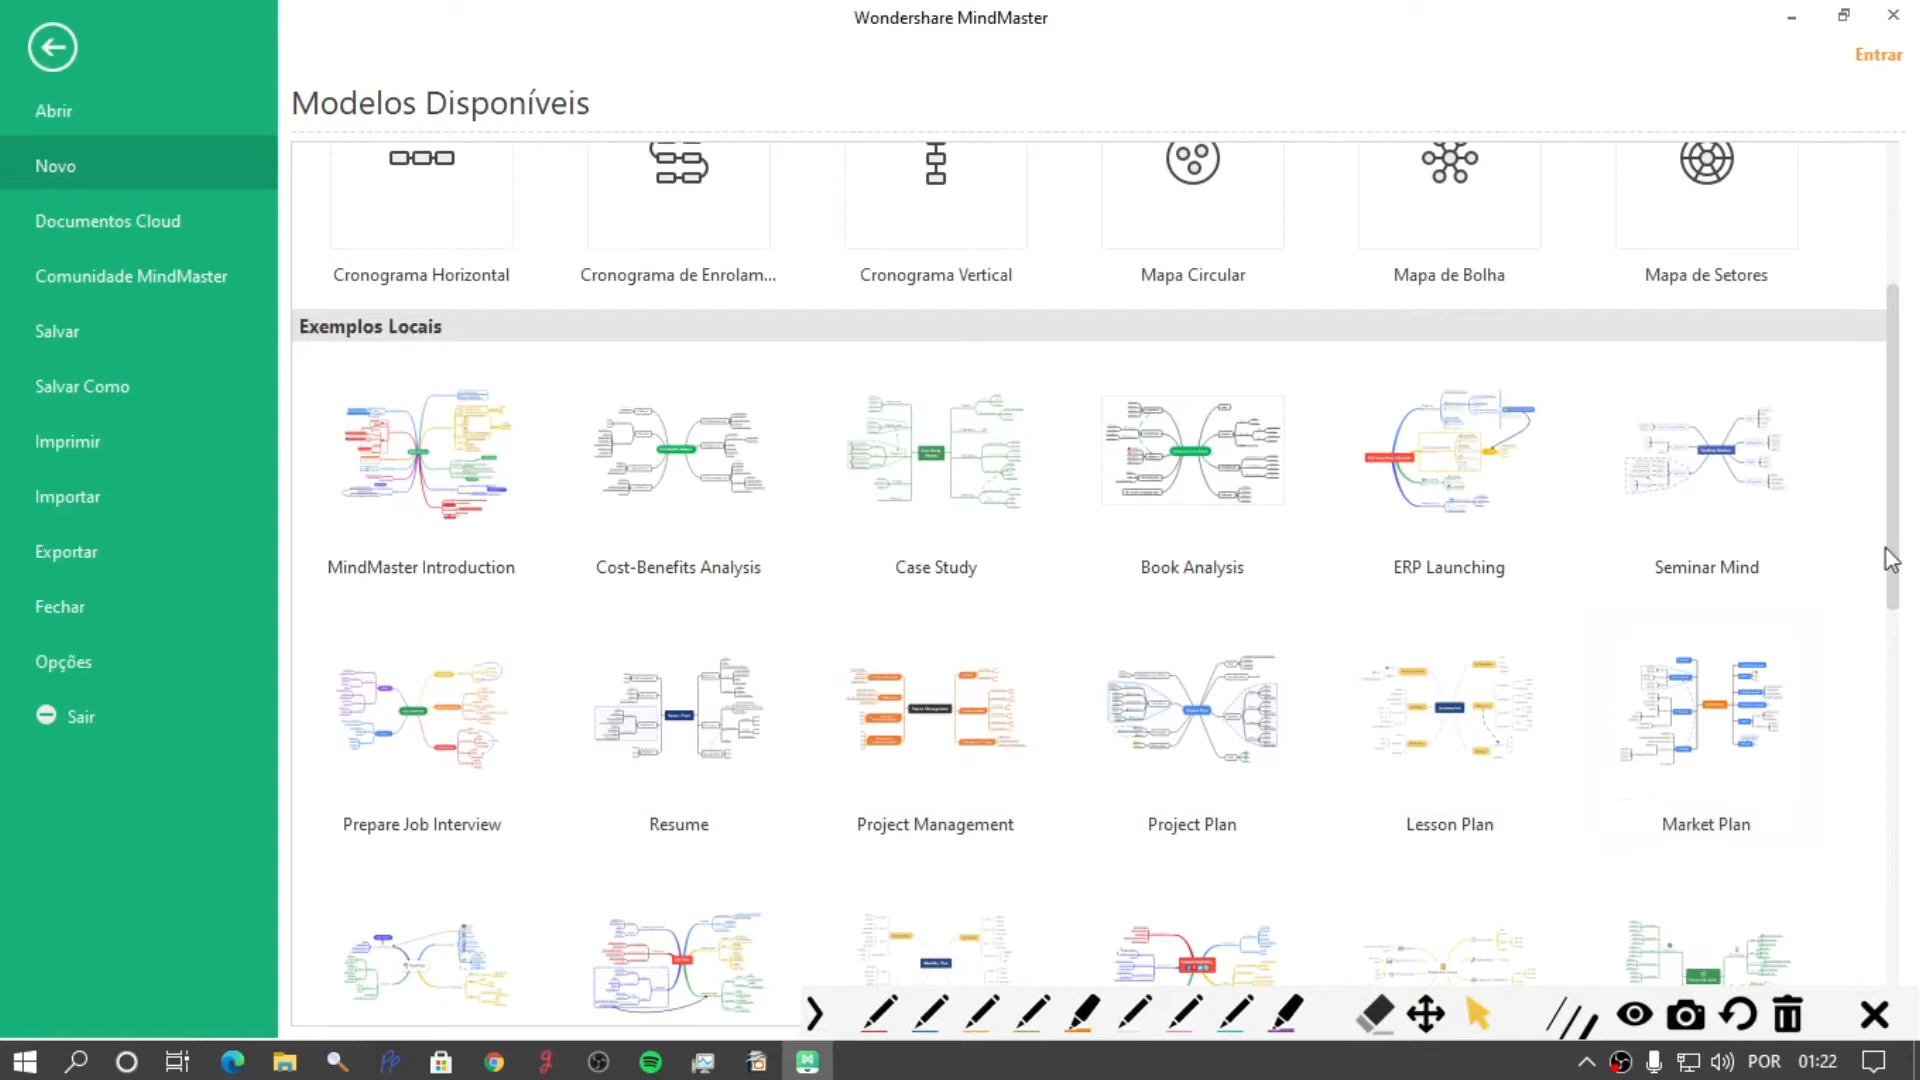 Wondershare MindMaster
Entrar
Abrir
Novo
Documentos Cloud
Comunidade MindMaster
Salvar
Salvar Como
Imprimir
Importar
Exportar
Fechar
Opções
Sair
Modelos Disponíveis
Cronograma Horizontal
Cronograma de Enrolam...
Cronograma Vertical
Mapa Circular
Mapa de Bolha
Mapa de Setores
Exemplos Locais
MindMaster Introduction
Cost-Benefits Analysis
Case Study
Book Analysis
ERP Launching
Seminar Mind
Prepare Job Interview
Resume
Project Management
Project Plan
Lesson Plan
Market Plan
POR
01:22